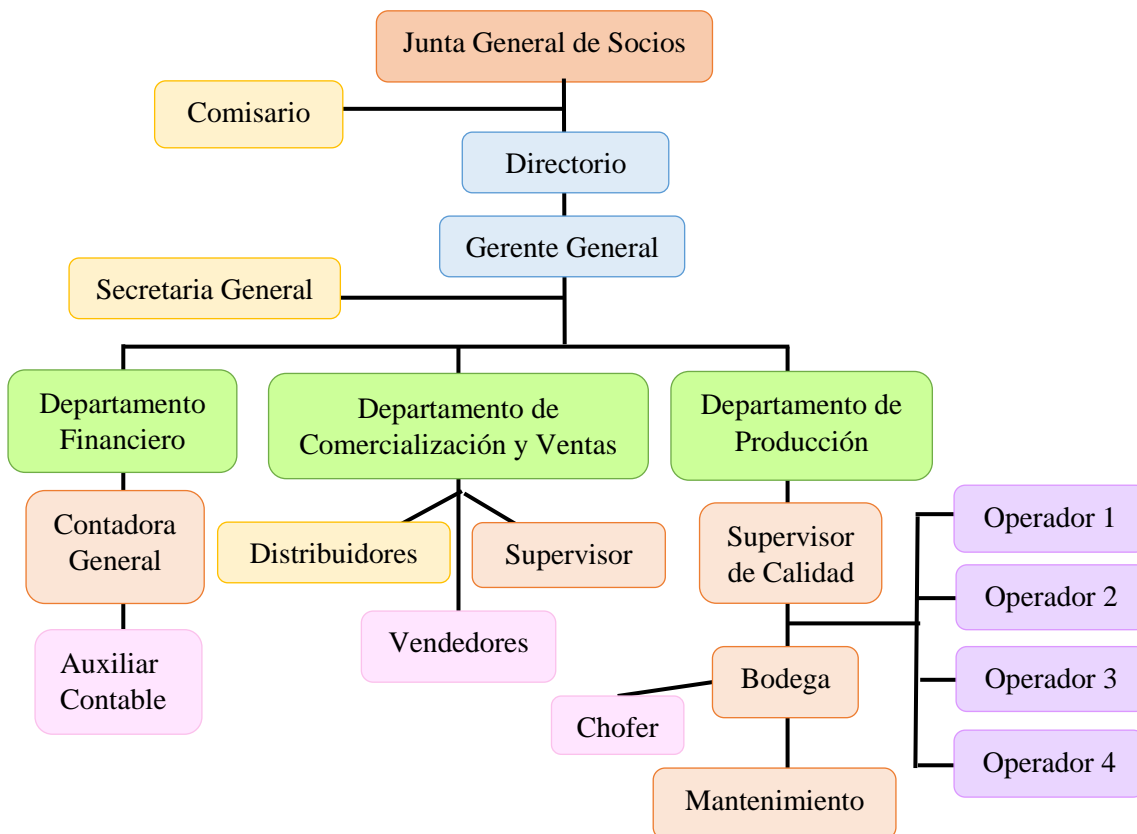 Junta General de Socios
Comisario
Directorio
Gerente General
Secretaria General
Departamento
Financiero
Departamento de
Comercialización y Ventas
Departamento de
Producción
Contadora
General
Distribuidores
Supervisor
Supervisor
de Calidad
Operador 1
Operador 2
Vendedores
Auxiliar
Contable
Bodega
Operador 3
Chofer
Operador 4
Mantenimiento